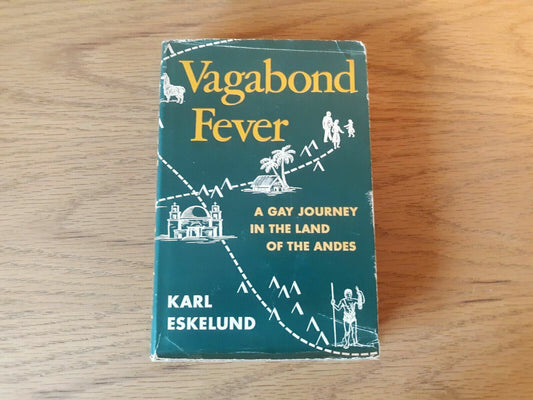 Vagabond
Fever
A GAY JOURNEY
IN THE LAND
OF THE ANDES
KARL
ESKELUND